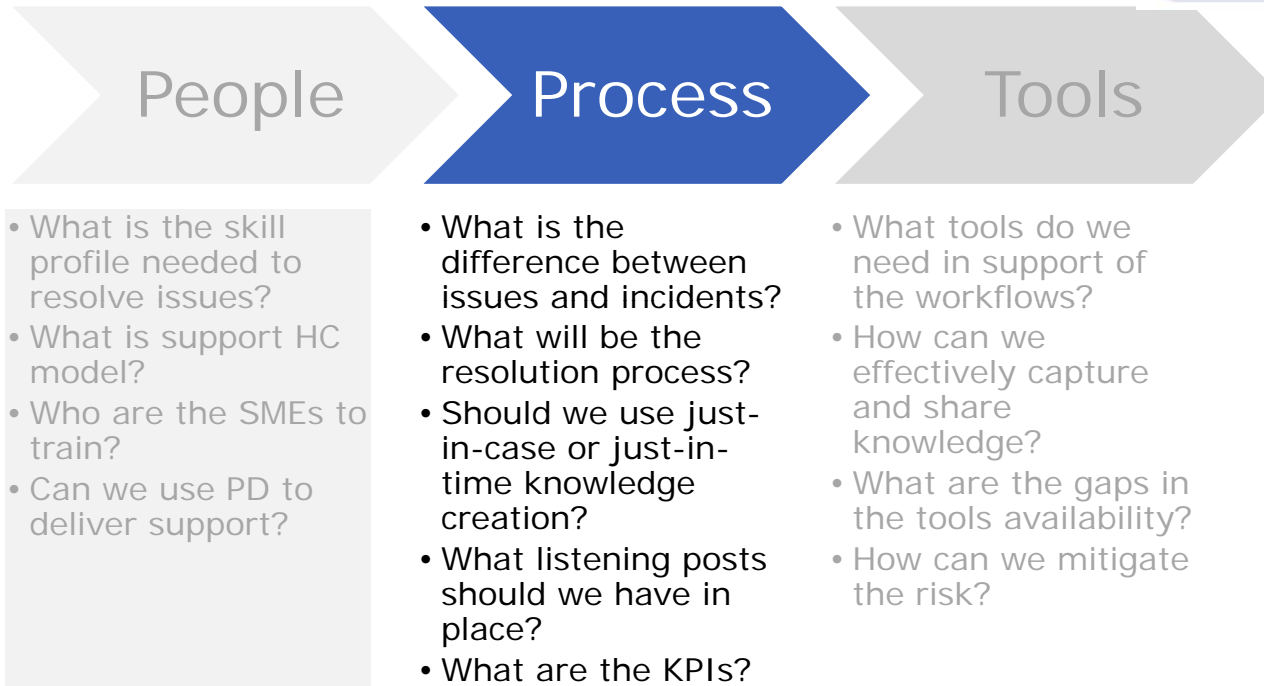 People
Process
Tools
• What is the skill
profile needed to
resolve issues?
• What is support HC
model?
• Who are the SMEs to
train?
• Can we use PD to
deliver support?
• What is the
difference between
issues and incidents?
• What will be the
resolution process?
• Should we use just-
in-case or just-in-
time knowledge
creation?
• What listening posts
should we have in
place?
• What are the KPIs?
• What tools do we
need in support of
the workflows?
• How can we
effectively capture
and share
knowledge?
• What are the gaps in
the tools availability?
• How can we mitigate
the risk?